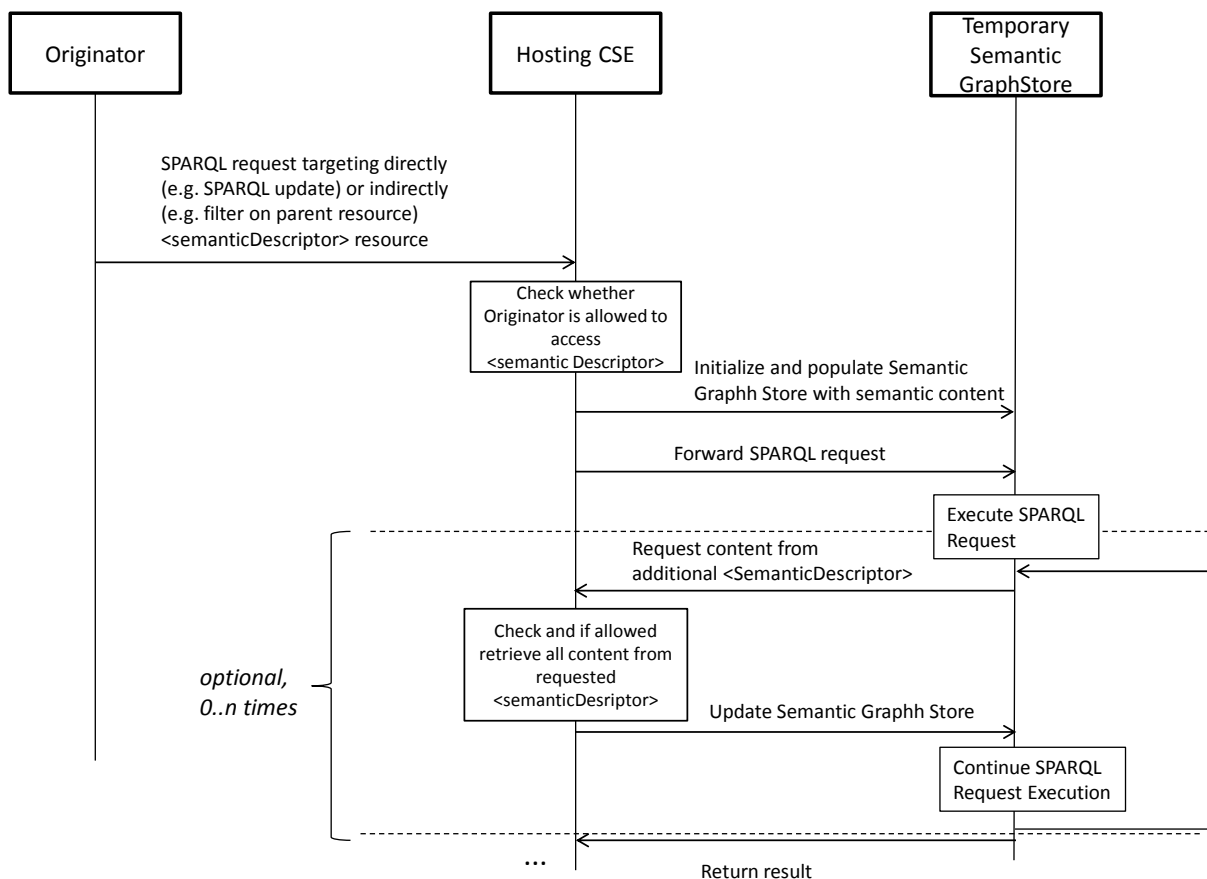 Originator
Hosting CSE
Temporary
Semantic
GraphStore
SPARQL request targeting directly
(e.g. SPARQL update) or indirectly
(e.g. filter on parent resource)
<semanticDescriptor> resource
Check whether
Originator is allowed to
access
<semantic Descriptor>
Initialize and populate Semantic
Graphh Store with semantic content
Forward SPARQL request
Execute SPARQL
Request
Request content from
additional <SemanticDescriptor>
Check and if allowed
retrieve all content from
requested
<semanticDesriptor>
optional,
0..n times
Update Semantic Graphh Store
Continue SPARQL
Request Execution
...
Return result